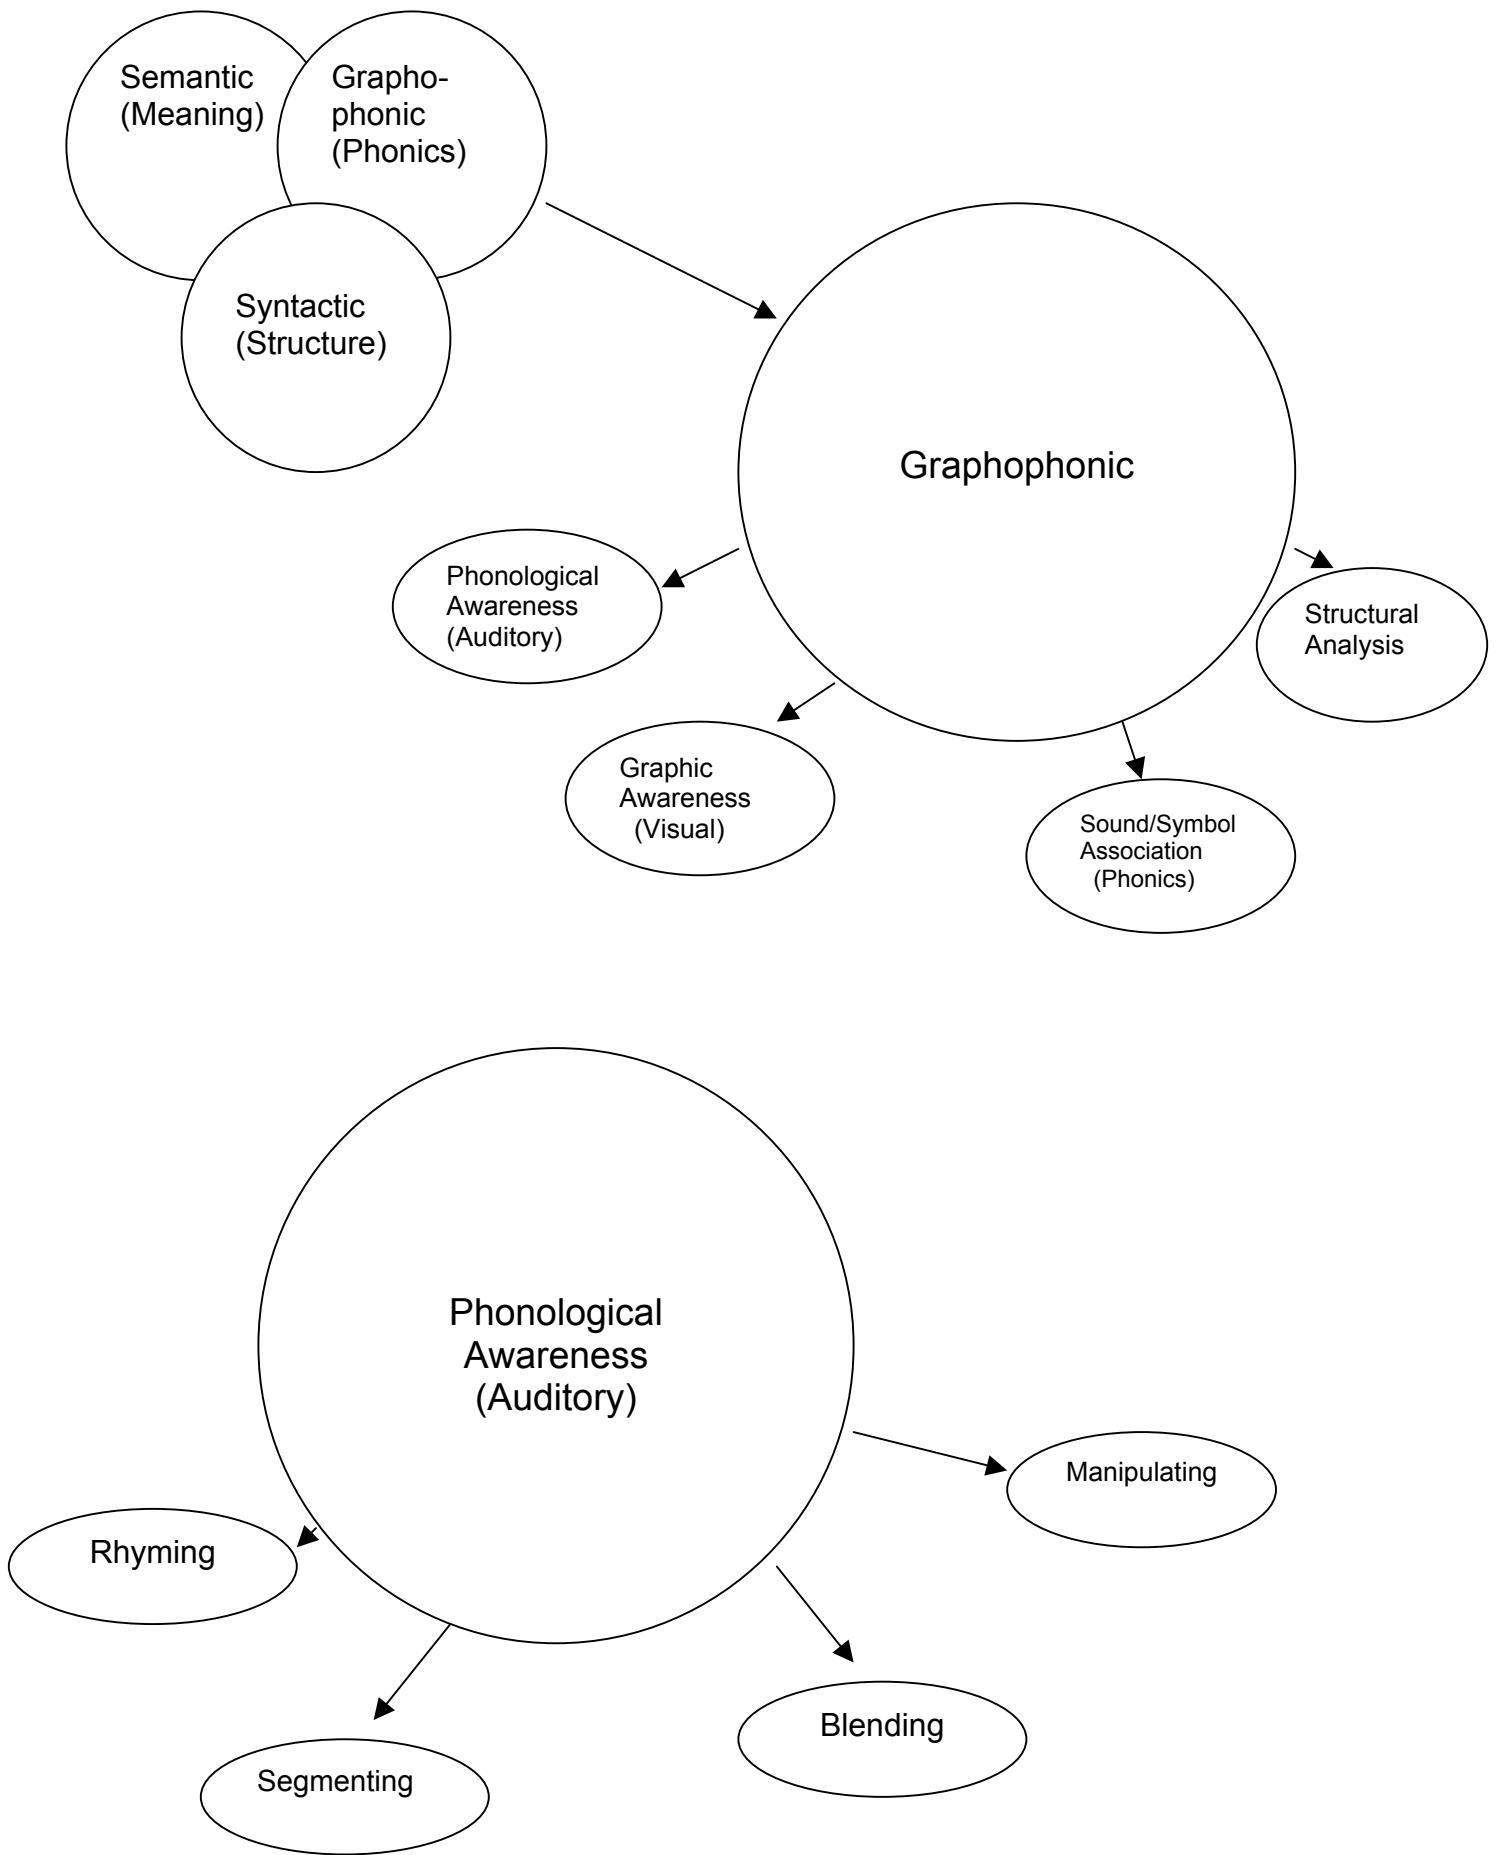 Semantic
(Meaning)
Grapho-
phonic
(Phonics)
Syntactic
(Structure)
Graphophonic
Phonological
Awareness
(Auditory)
Structural
Analysis
Graphic
Awareness
(Visual)
Sound/Symbol
Association
(Phonics)
Phonological
Awareness
(Auditory)
Manipulating
Rhyming
Blending
Segmenting